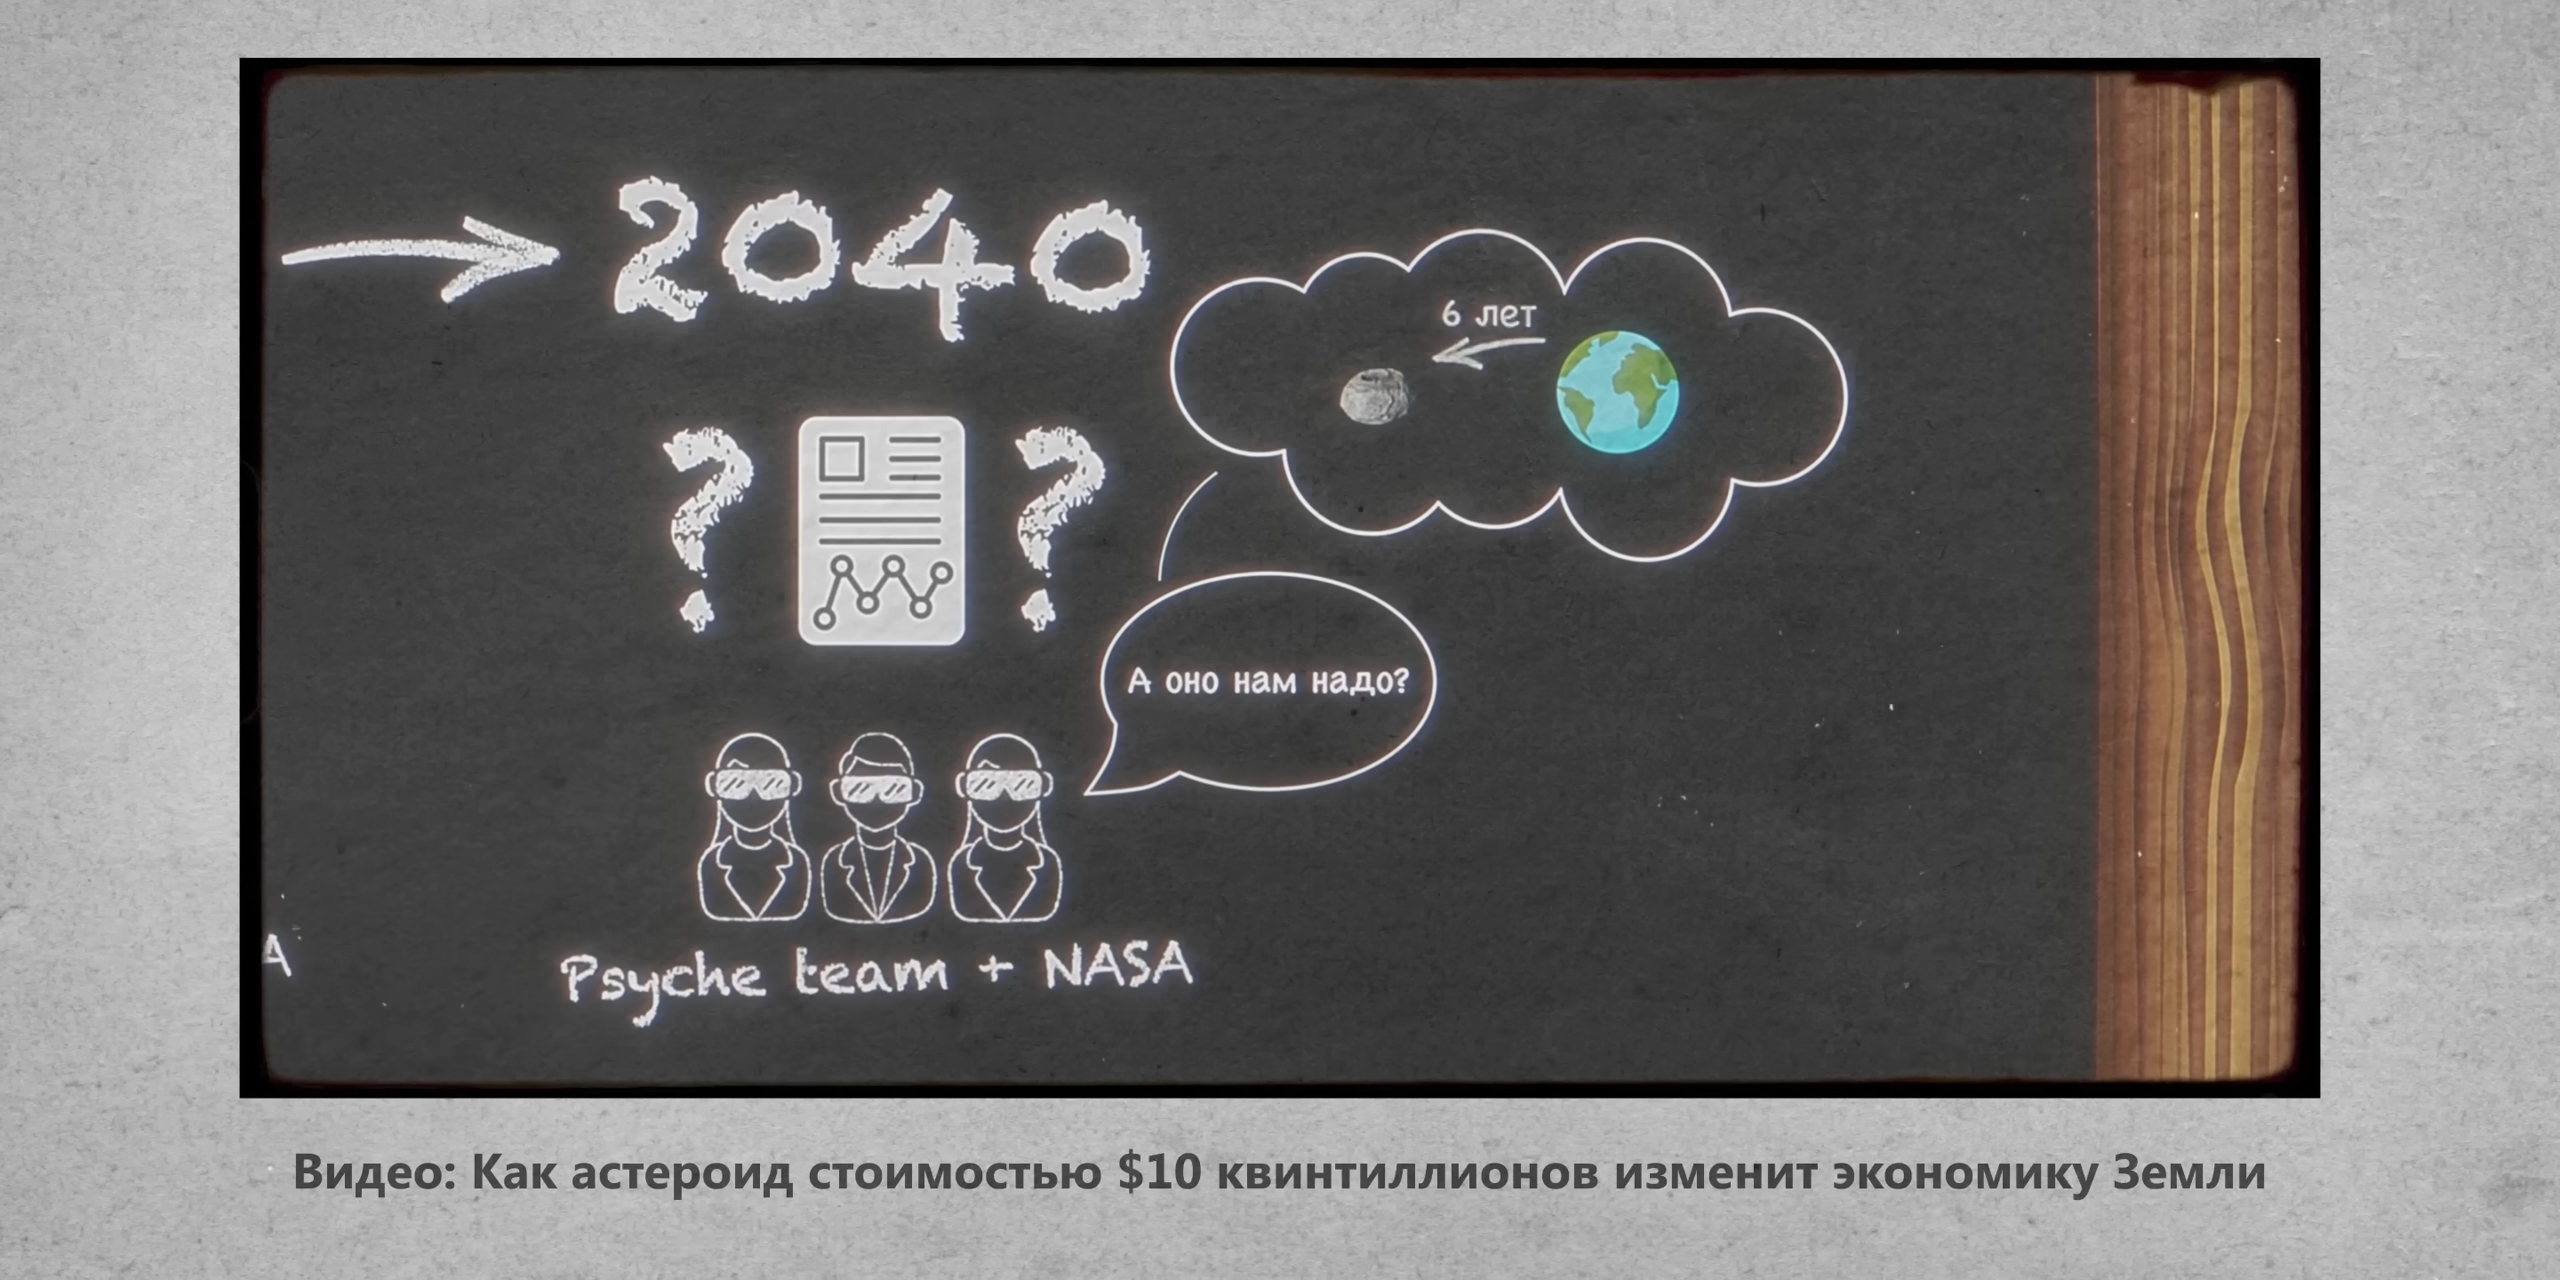 2040
6 лет
? ?
А оно нам надо?
A
Psyche team + NASA
Видео: Как астероид стоимостью $10 квинтиллионов изменит экономику Земли